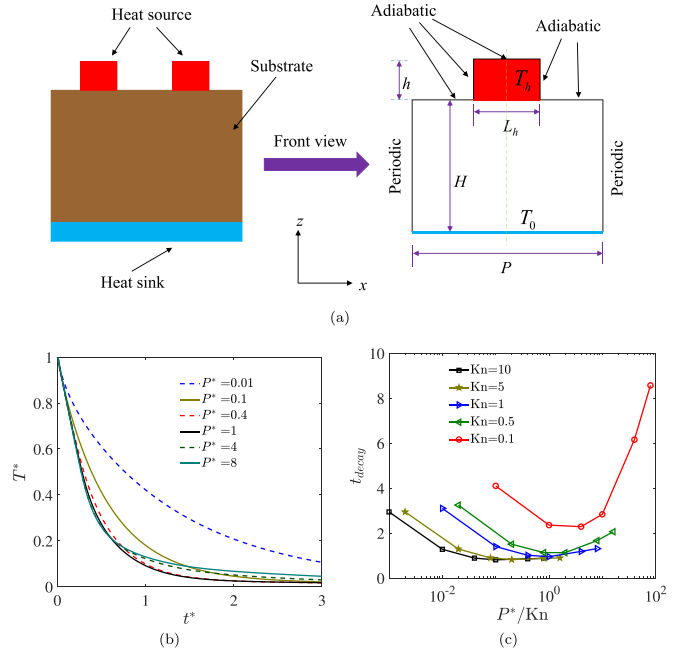 Heat source
Substrate
Heat sink
Front view
z
x
Adiabatic
Adiabatic
h
T_h
L_h
Periodic
H
Periodic
T_0
P
(a)
1
0.8
0.6
0.4
0.2
0
T*
P* =0.01
P* =0.1
P* =0.4
P* =1
P* =4
P* =8
0
1
2
3
t*
(b)
10
8
6
4
2
0
t_decay
Kn=10
Kn=5
Kn=1
Kn=0.5
Kn=0.1
10^-2
10^0
10^2
P*/Kn
(c)